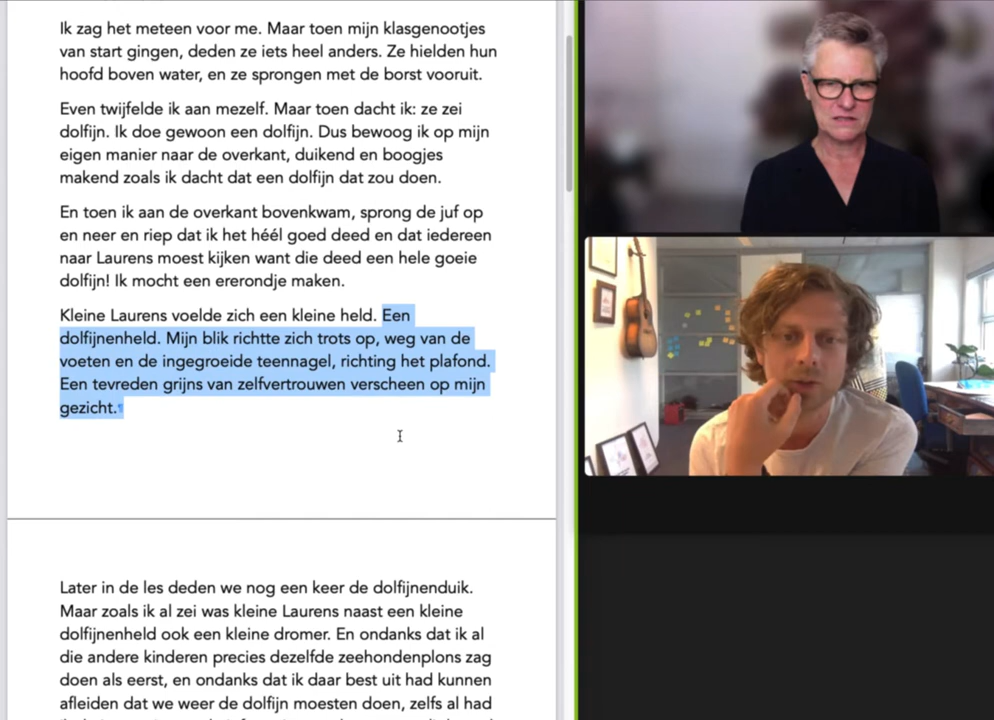 Ik zag het meteen voor me. Maar toen mijn klasgenootjes
van start gingen, deden ze iets heel anders. Ze hielden hun
hoofd boven water, en ze sprongen met de borst vooruit.
Even twijfelde ik aan mezelf. Maar toen dacht ik: ze zei
dolfijn. Ik doe gewoon een dolfijn. Dus bewoog ik op mijn
eigen manier naar de overkant, duikend en boogjes
makend zoals ik dacht dat een dolfijn dat zou doen.
En toen ik aan de overkant bovenkwam, sprong de juf op
en neer en riep dat ik het héél goed deed en dat iedereen
naar Laurens moest kijken want die deed een hele goeie
dolfijn! Ik mocht een ererondje maken.
Kleine Laurens voelde zich een kleine held. Een
dolfijnenheld. Mijn blik richtte zich trots op, weg van de
voeten en de ingegroeide teennagel, richting het plafond.
Een tevreden grijns van zelfvertrouwen verscheen op mijn
gezicht.
Later in de les deden we nog een keer de dolfijnenduik.
Maar zoals ik al zei was kleine Laurens naast een kleine
dolfijnenheld ook een kleine dromer. En ondanks dat ik al
die andere kinderen precies dezelfde zeehondenplons zag
doen als eerst, en ondanks dat ik daar best uit had kunnen
afleiden dat we weer de dolfijn moesten doen, zelfs al had